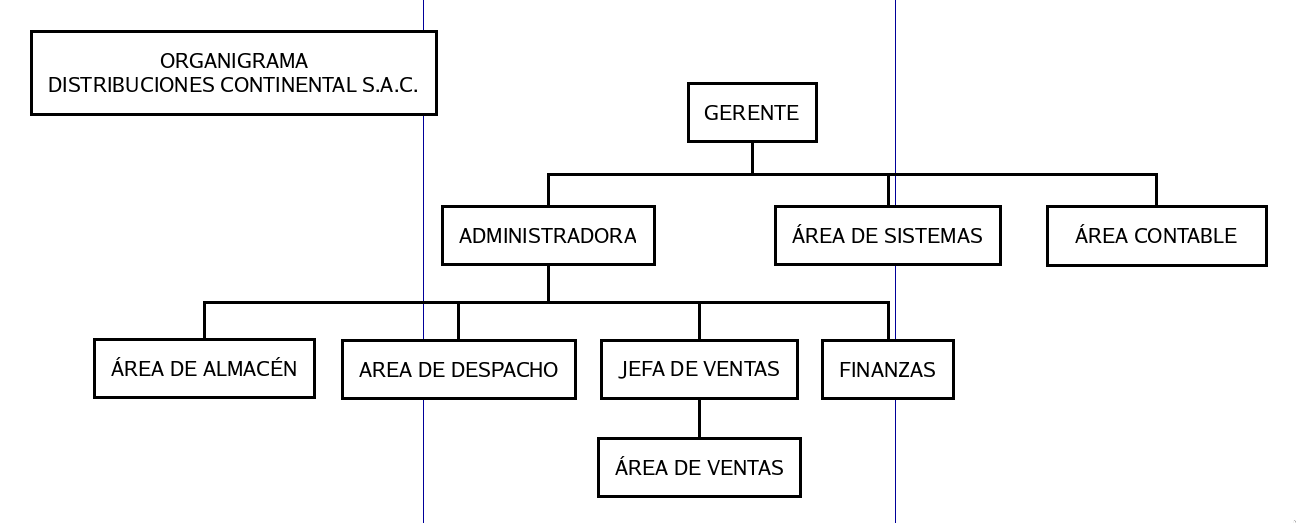 ORGANIGRAMA
DISTRIBUCIONES CONTINENTAL S.A.C.
GERENTE
ADMINISTRADORA
ÁREA DE SISTEMAS
ÁREA CONTABLE
ÁREA DE ALMACÉN
AREA DE DESPACHO
JEFA DE VENTAS
FINANZAS
ÁREA DE VENTAS